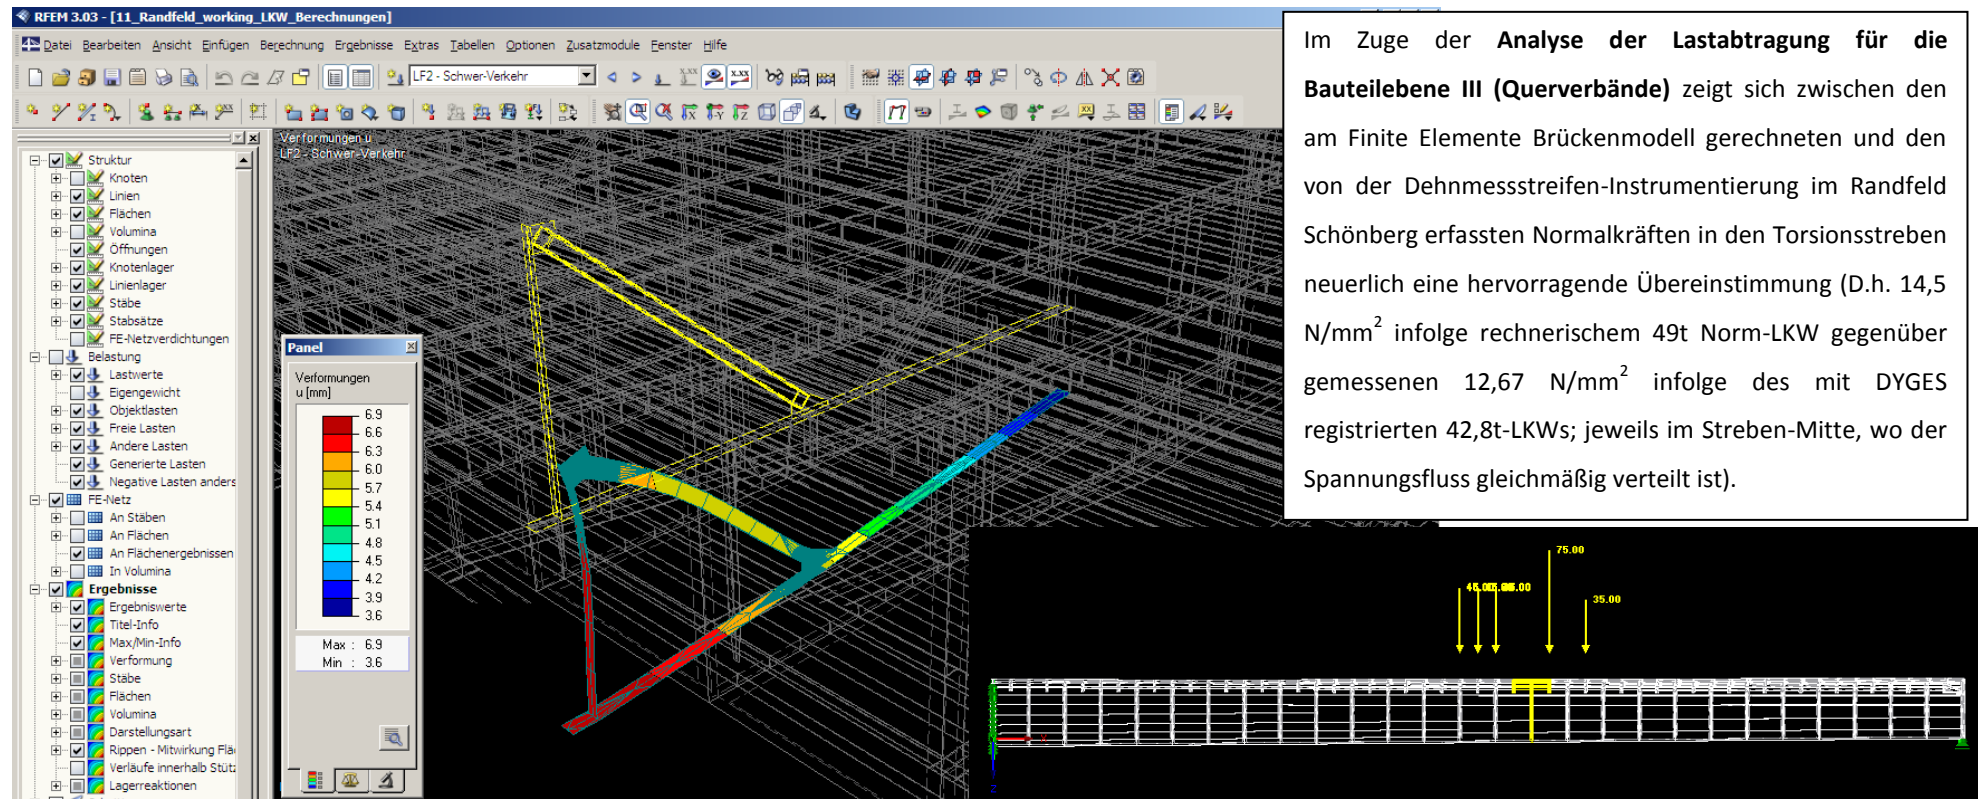 RFEM 3.03 - [11_Randfeld_working_LKW_Berechnungen]
Datei Bearbeiten Ansicht Einfügen Berechnung Ergebnisse Extras Tabellen Optionen Zusatzmodule Fenster Hilfe
LF2 - Schwer-Verkehr
Verformungen u
LF2 - Schwer-Verkehr
Struktur
Knoten
Linien
Flächen
Volumina
Öffnungen
Knotenlager
Linienlager
Stäbe
Stabsätze
FE-Netzverdichtungen
Belastung
Lastwerte
Eigengewicht
Objektlasten
Freie Lasten
Andere Lasten
Generierte Lasten
Negative Lasten anders
FE-Netz
An Stäben
An Flächen
An Flächenergebnissen
In Volumina
Ergebnisse
Ergebniswerte
Titel-Info
Max/Min-Info
Verformung
Stäbe
Flächen
Volumina
Darstellungsart
Rippen - Mitwirkung Flä
Verläufe innerhalb Stütz
Lagerreaktionen
Panel
Verformungen
u [mm]
6.9
6.6
6.3
6.0
5.7
5.4
5.1
4.8
4.5
4.2
3.9
3.6
Max : 6.9
Min : 3.6
Im Zuge der Analyse der Lastabtragung für die
Bauteilebene III (Querverbände) zeigt sich zwischen den
am Finite Elemente Brückenmodell gerechneten und den
von der Dehnmessstreifen-Instrumentierung im Randfeld
Schönberg erfassten Normalkräften in den Torsionsstreben
neuerlich eine hervorragende Übereinstimmung (D.h. 14,5
N/mm² infolge rechnerischem 49t Norm-LKW gegenüber
gemessenen 12,67 N/mm² infolge des mit DYGES
registrierten 42,8t-LKWs; jeweils im Streben-Mitte, wo der
Spannungsfluss gleichmäßig verteilt ist).
75.00
35.00